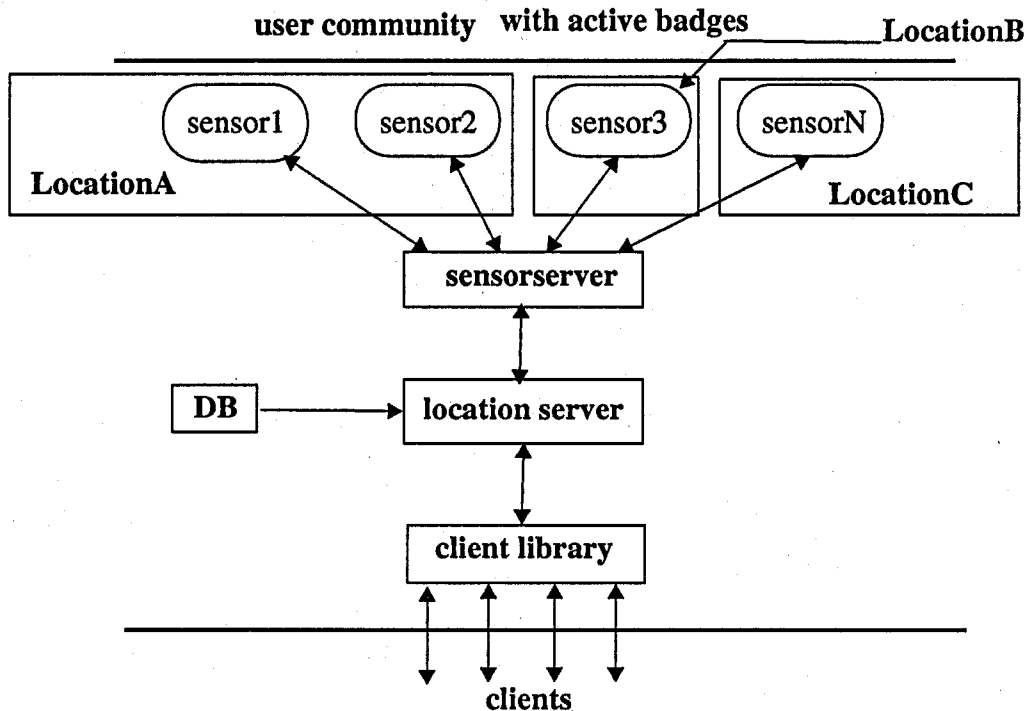 user community with active badges
LocationB
sensor1
sensor2
sensor3
sensorN
LocationA
LocationC
sensorserver
DB
location server
client library
clients